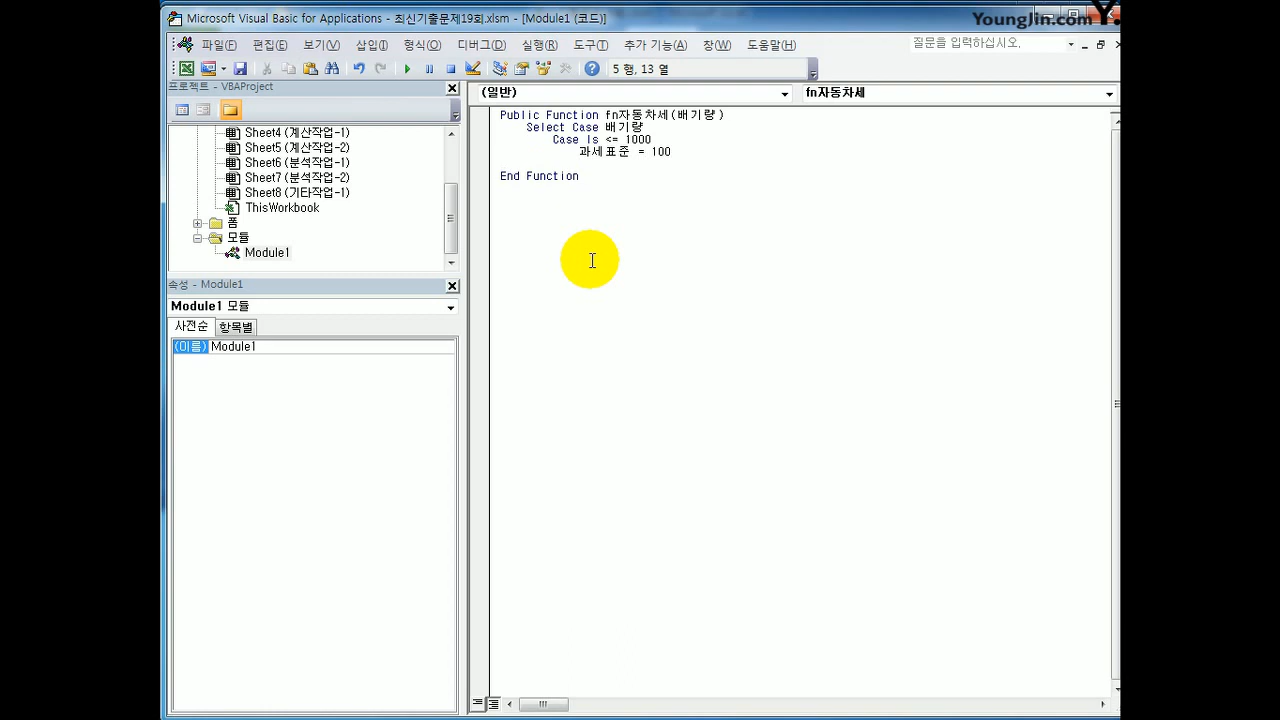 Microsoft Visual Basic for Applications - 최신기출문제19회.xlsm - [Module1 (코드)]
YoungJin.com Y.
파일(F) 편집(E) 보기(V) 삽입(I) 형식(O) 디버그(D) 실행(R) 도구(T) 추가 기능(A) 창(W) 도움말(H)
질문을 입력하십시오.
5 행, 13 열
프로젝트 - VBAProject
(일반)
fn자동차세
Sheet4 (계산작업-1)
Sheet5 (계산작업-2)
Sheet6 (분석작업-1)
Sheet7 (분석작업-2)
Sheet8 (기타작업-1)
ThisWorkbook
폼
모듈
Module1
Public Function fn자동차세(배기량)
Select Case 배기량
Case Is <= 1000
과세표준 = 100
End Function
속성 - Module1
Module1 모듈
사전순 항목별
(이름) Module1